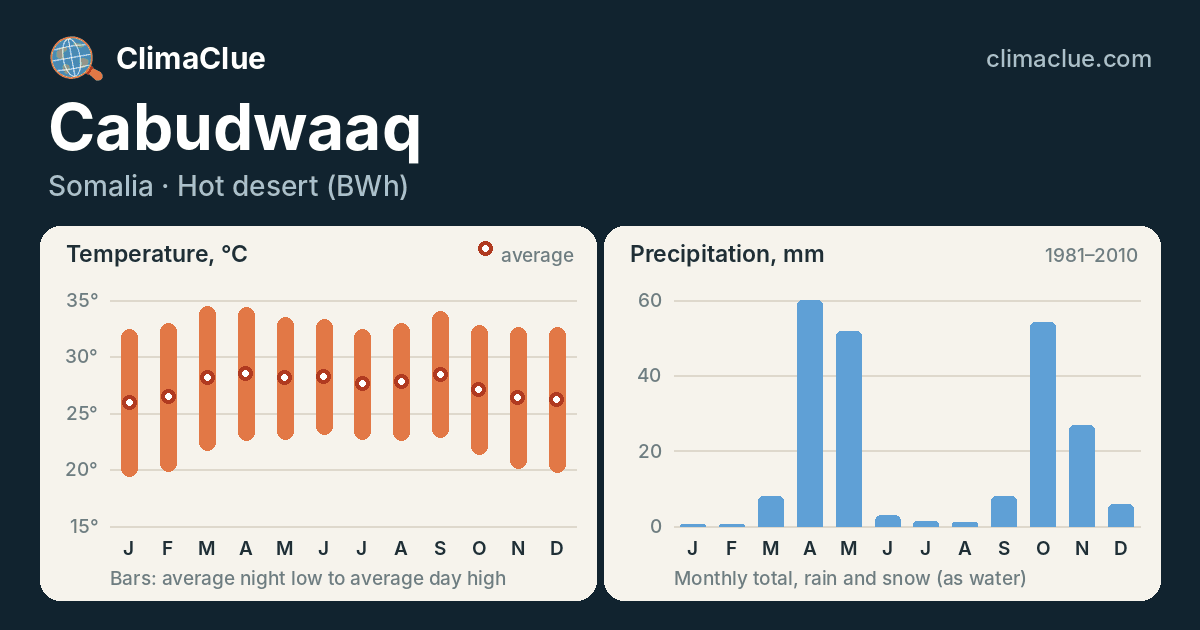 ClimaClue
climaclue.com
Cabudwaaq
Somalia · Hot desert (BWh)
Temperature, °C
average
35°
30°
25°
20°
15°
J F M A M J J A S O N D
Bars: average night low to average day high
Precipitation, mm
1981–2010
60
40
20
0
J F M A M J J A S O N D
Monthly total, rain and snow (as water)